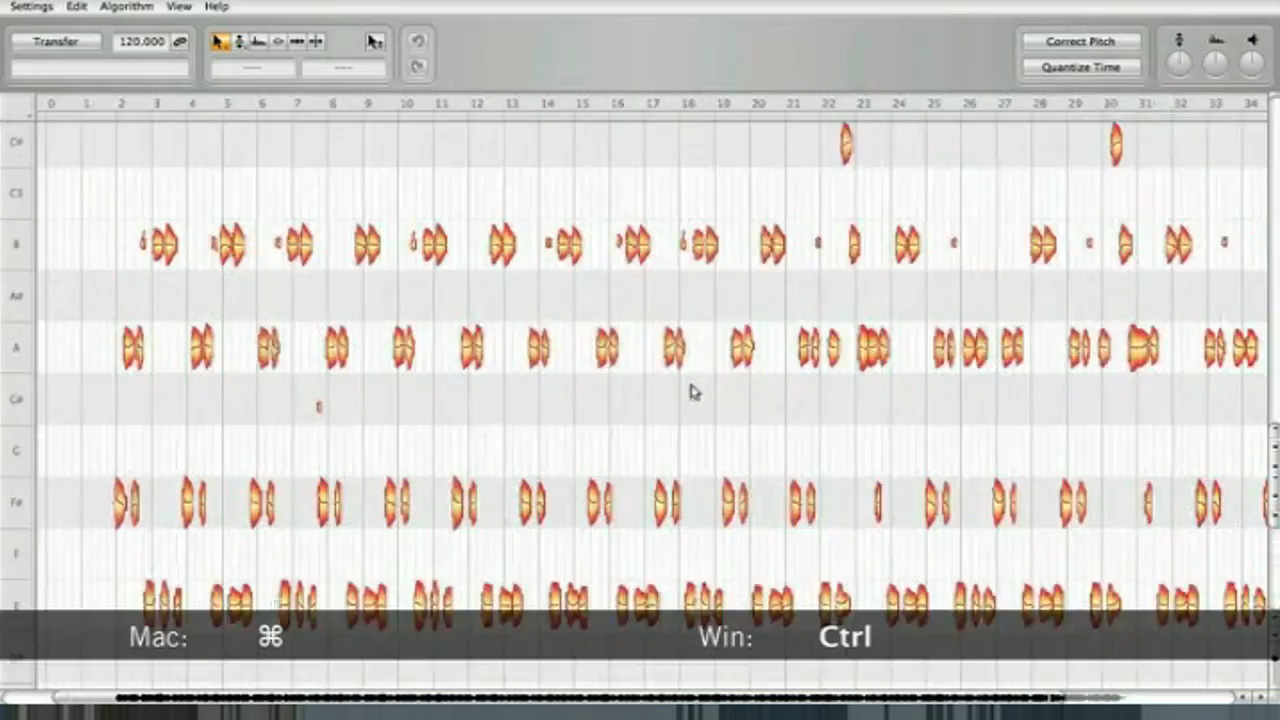 Settings Edit Algorithm View Help
Transfer 120.000
Correct Pitch
Quantize Time
0 1 2 3 4 5 6 7 8 9 10 11 12 13 14 15 16 17 18 19 20 21 22 23 24 25 26 27 28 29 30 31 32 33 34
C#
C3
B
A#
A
G#
G
F#
F
Mac: ⌘ Win: Ctrl